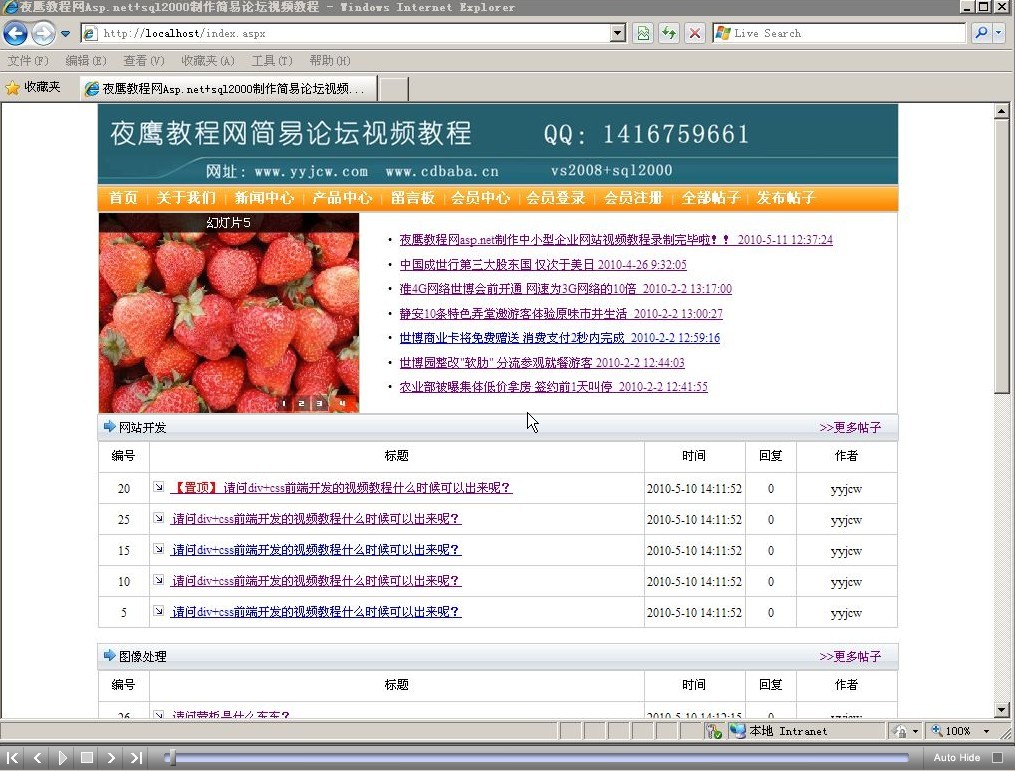 夜鹰教程网Asp.net+sql2000制作简易论坛视频教程 - Windows Internet Explorer
http://localhost/index.aspx
Live Search
文件(F) 编辑(E) 查看(V) 收藏夹(A) 工具(T) 帮助(H)
收藏夹 夜鹰教程网Asp.net+sql2000制作简易论坛视频...
夜鹰教程网简易论坛视频教程 QQ: 1416759661
网址: www.yyjcw.com www.cdbaba.cn vs2008+sql2000
首页 | 关于我们 | 新闻中心 | 产品中心 | 留言板 | 会员中心 | 会员登录 | 会员注册 | 全部帖子 | 发布帖子
幻灯片5
1 2 3 4
• 夜鹰教程网asp.net制作中小型企业网站视频教程录制完毕啦！！ 2010-5-11 12:37:24
• 中国成世行第三大股东国 仅次于美日 2010-4-26 9:32:05
• 准4G网络世博会前开通 网速为3G网络的10倍 2010-2-2 13:17:00
• 静安10条特色弄堂邀游客体验原味市井生活 2010-2-2 13:00:27
• 世博商业卡将免费赠送 消费支付2秒内完成 2010-2-2 12:59:16
• 世博园整改"软肋" 分流参观就餐游客 2010-2-2 12:44:03
• 农业部被曝集体低价拿房 签约前1天叫停 2010-2-2 12:41:55
网站开发 >>更多帖子
编号 标题 时间 回复 作者
20 【置顶】请问div+css前端开发的视频教程什么时候可以出来呢？ 2010-5-10 14:11:52 0 yyjcw
25 请问div+css前端开发的视频教程什么时候可以出来呢？ 2010-5-10 14:11:52 0 yyjcw
15 请问div+css前端开发的视频教程什么时候可以出来呢？ 2010-5-10 14:11:52 0 yyjcw
10 请问div+css前端开发的视频教程什么时候可以出来呢？ 2010-5-10 14:11:52 0 yyjcw
5 请问div+css前端开发的视频教程什么时候可以出来呢？ 2010-5-10 14:11:52 0 yyjcw
图像处理 >>更多帖子
编号 标题 时间 回复 作者
26 请问蒙板是什么东东？ 2010-5-10 14:12:15 yyjcw
本地 Intranet 100%
Auto Hide